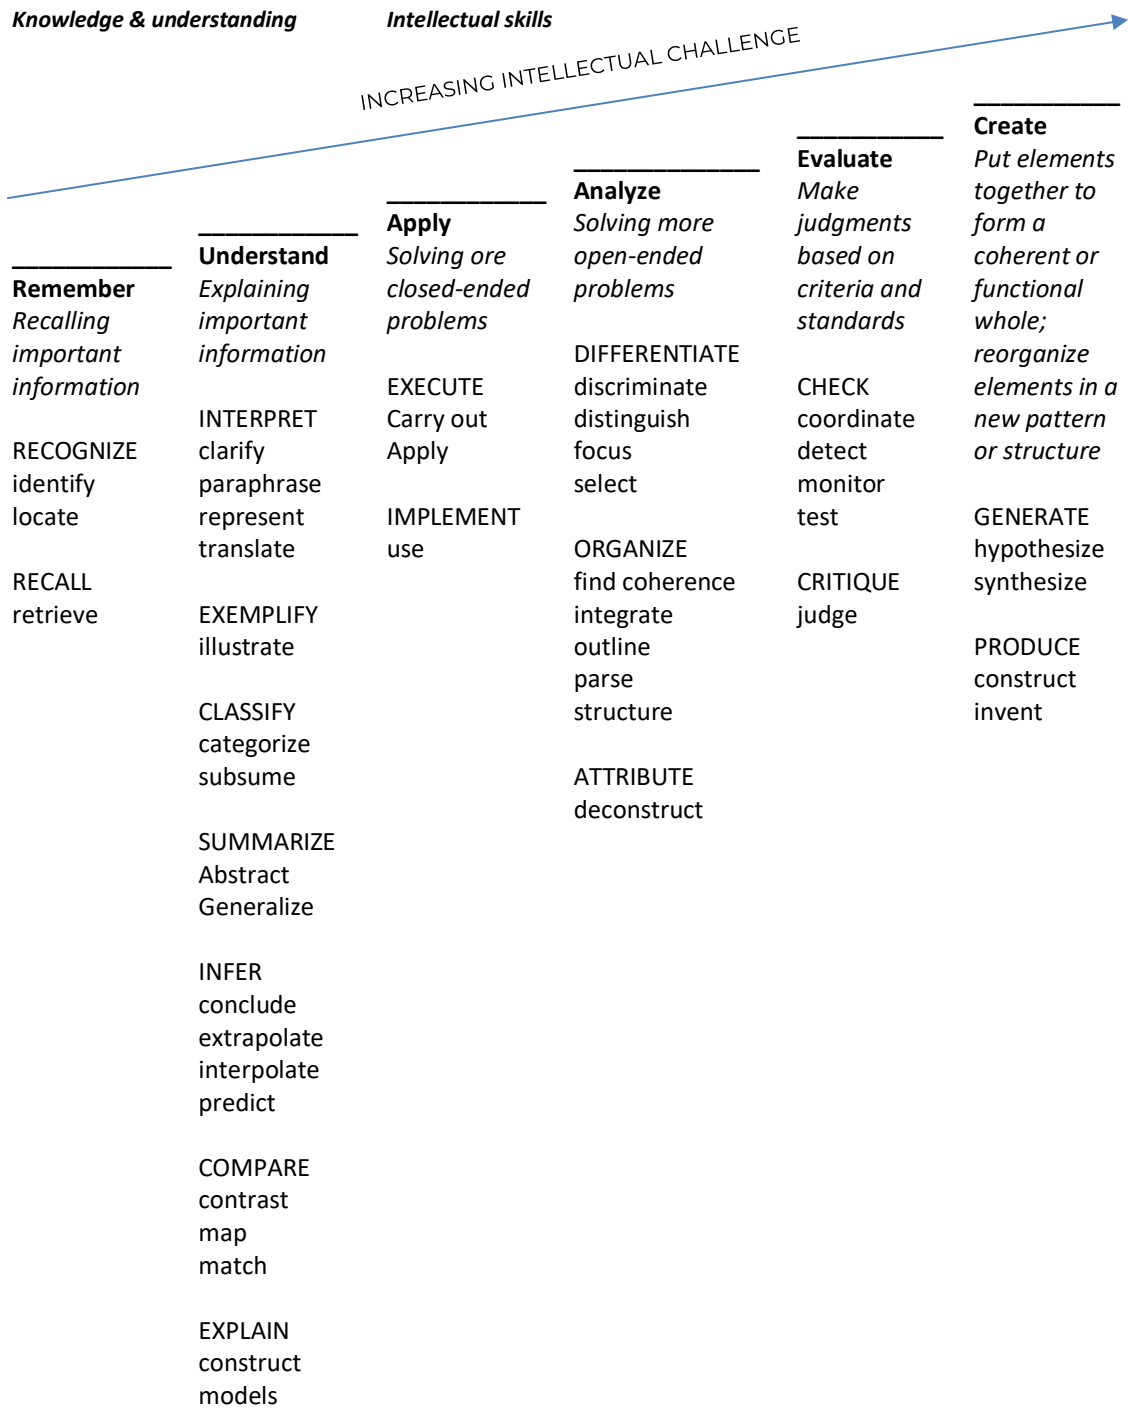 Knowledge & understanding
Intellectual skills
INCREASING INTELLECTUAL CHALLENGE
Remember
Recalling
important
information
RECOGNIZE
identify
locate
RECALL
retrieve
Understand
Explaining
important
information
INTERPRET
clarify
paraphrase
represent
translate
EXEMPLIFY
illustrate
CLASSIFY
categorize
subsume
SUMMARIZE
Abstract
Generalize
INFER
conclude
extrapolate
interpolate
predict
COMPARE
contrast
map
match
EXPLAIN
construct
models
Apply
Solving ore
closed-ended
problems
EXECUTE
Carry out
Apply
IMPLEMENT
use
Analyze
Solving more
open-ended
problems
DIFFERENTIATE
discriminate
distinguish
focus
select
ORGANIZE
find coherence
integrate
outline
parse
structure
ATTRIBUTE
deconstruct
Evaluate
Make
judgments
based on
criteria and
standards
CHECK
coordinate
detect
monitor
test
CRITIQUE
judge
Create
Put elements
together to
form a
coherent or
functional
whole;
reorganize
elements in a
new pattern
or structure
GENERATE
hypothesize
synthesize
PRODUCE
construct
invent